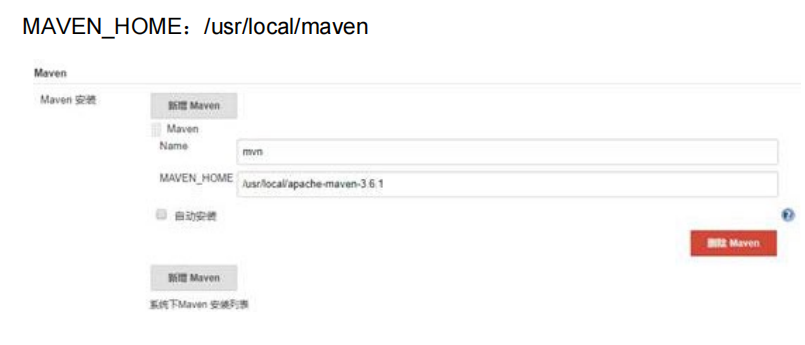 MAVEN_HOME：/usr/local/maven
Maven
Maven 安装
新增 Maven
Maven
Name
mvn
MAVEN_HOME
/usr/local/apache-maven-3.6.1
自动安装
?
删除 Maven
新增 Maven
系统下Maven 安装列表